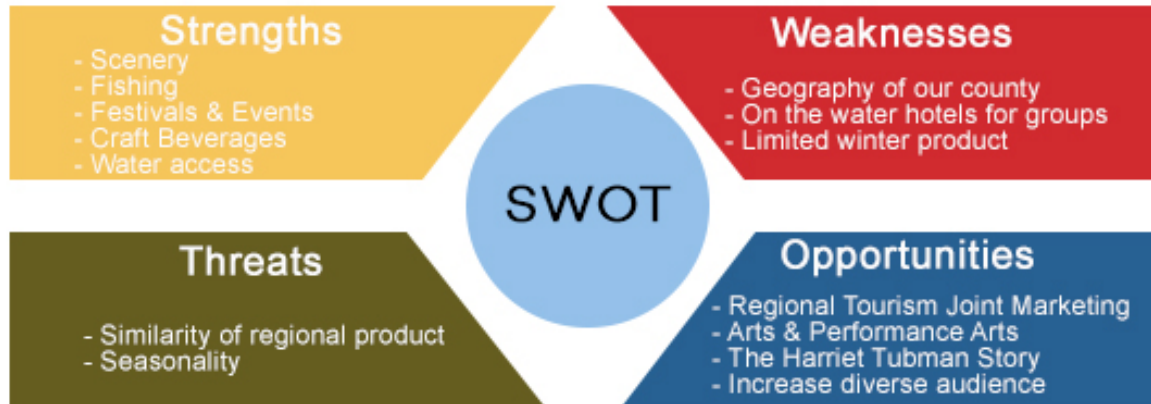 Strengths
- Scenery
- Fishing
- Festivals & Events
- Craft Beverages
- Water access
Weaknesses
- Geography of our county
- On the water hotels for groups
- Limited winter product
SWOT
Threats
- Similarity of regional product
- Seasonality
Opportunities
- Regional Tourism Joint Marketing
- Arts & Performance Arts
- The Harriet Tubman Story
- Increase diverse audience